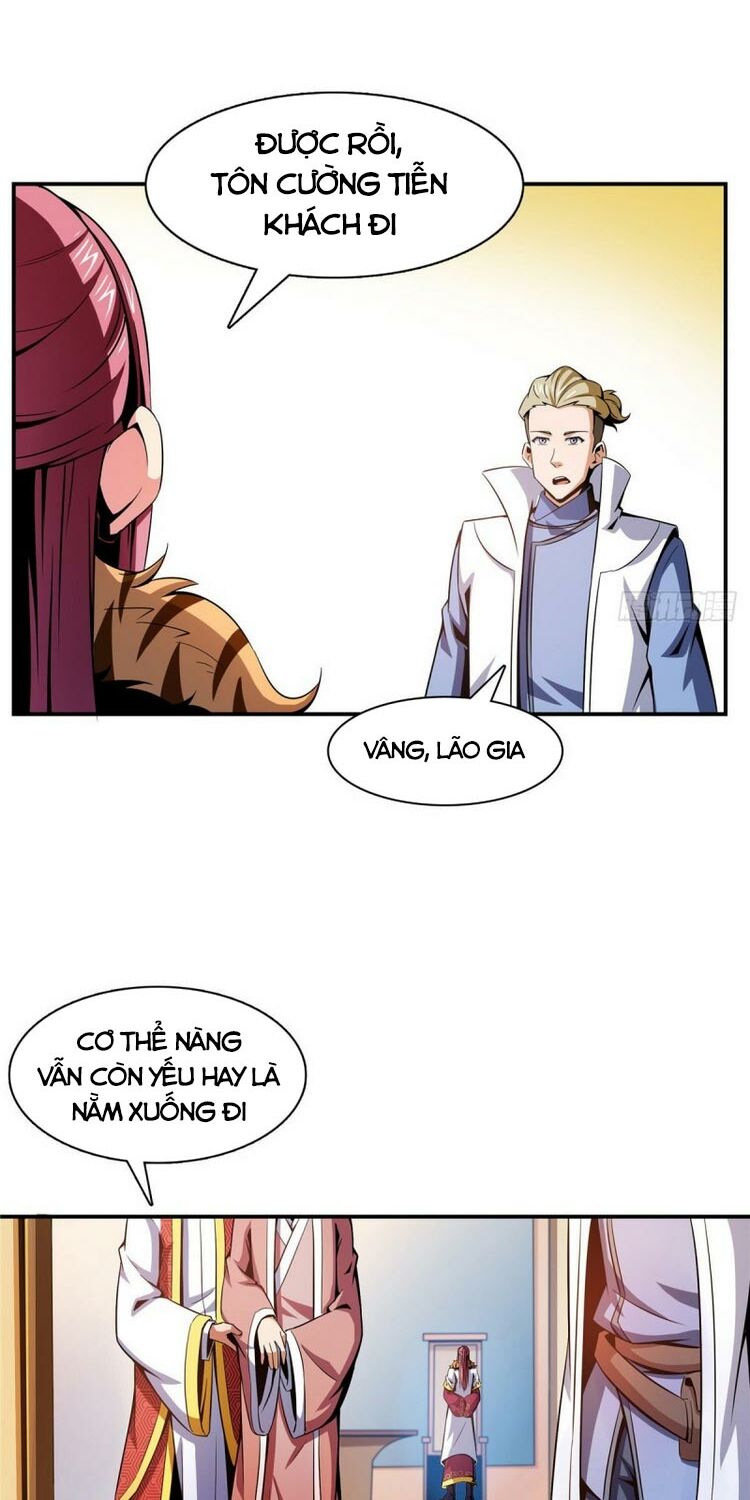 ĐƯỢC RỒI,
TÔN CƯỜNG TIỄN
KHÁCH ĐI
VÂNG, LÃO GIA
CƠ THỂ NÀNG
VẪN CÒN YẾU HAY LÀ
NẰM XUỐNG ĐI